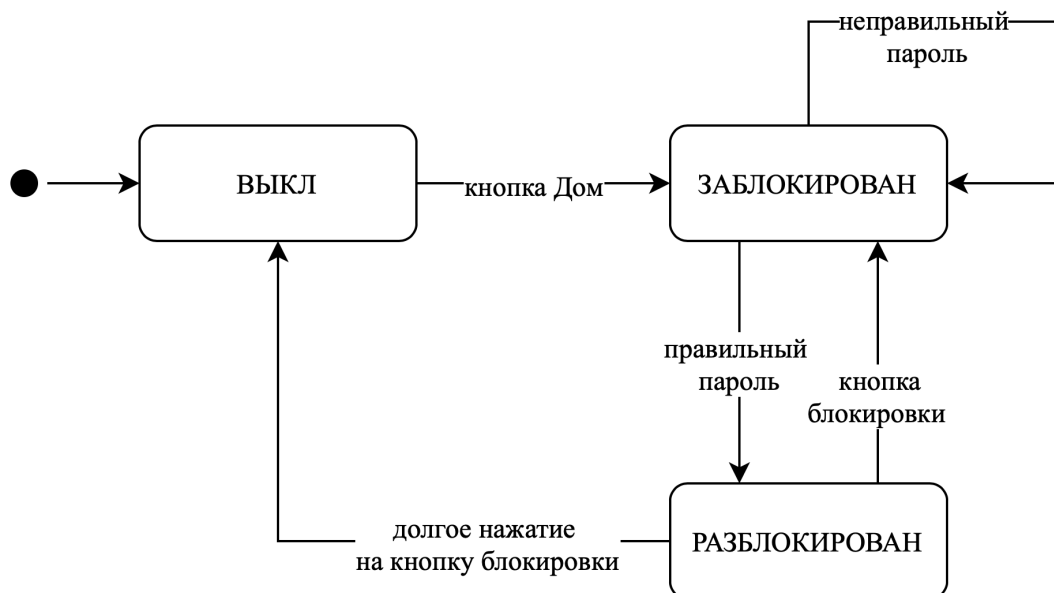 неправильный
пароль
ВЫКЛ
кнопка Дом
ЗАБЛОКИРОВАН
правильный
пароль
кнопка
блокировки
долгое нажатие
на кнопку блокировки
РАЗБЛОКИРОВАН